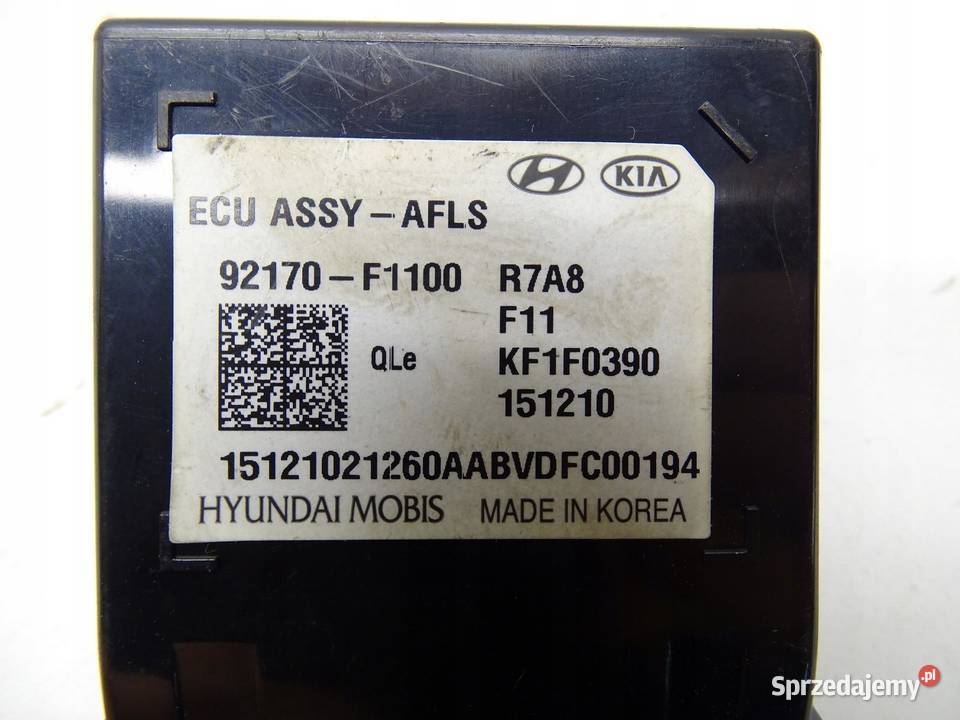 KIA
ECU ASSY-AFLS
92170-F1100 R7A8
F11
QLe KF1F0390
151210
15121021260AABVDFC00194
HYUNDAI MOBIS MADE IN KOREA
Sprzedajemy.pl